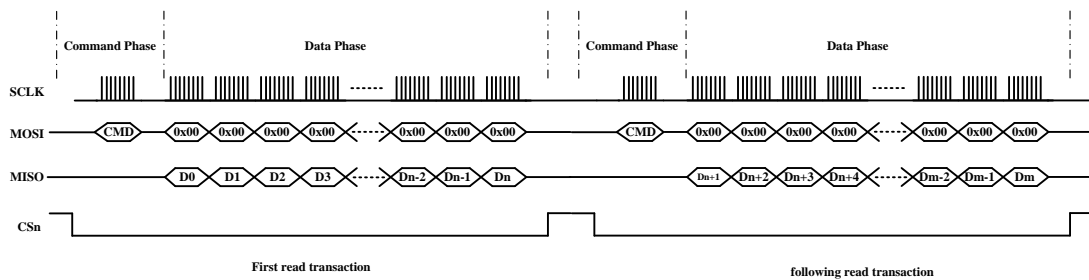 Command Phase Data Phase Command Phase Data Phase
SCLK
MOSI CMD 0x00 0x00 0x00 0x00 0x00 0x00 0x00 CMD 0x00 0x00 0x00 0x00 0x00 0x00 0x00
MISO D0 D1 D2 D3 Dn-2 Dn-1 Dn Dn+1 Dn+2 Dn+3 Dn+4 Dm-2 Dm-1 Dm
CSn
First read transaction following read transaction